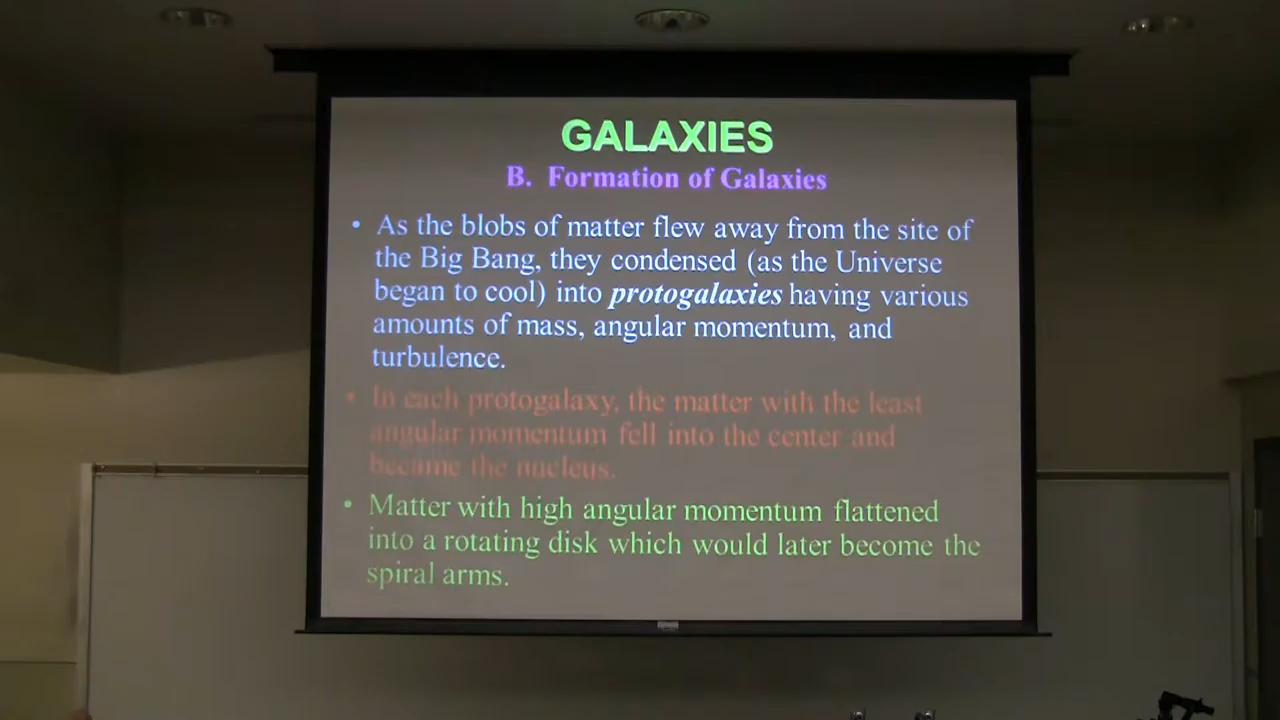 GALAXIES
B. Formation of Galaxies
• As the blobs of matter flew away from the site of
the Big Bang, they condensed (as the Universe
began to cool) into protogalaxies having various
amounts of mass, angular momentum, and
turbulence.
• In each protogalaxy, the matter with the least
angular momentum fell into the center and
became the nucleus.
• Matter with high angular momentum flattened
into a rotating disk which would later become the
spiral arms.